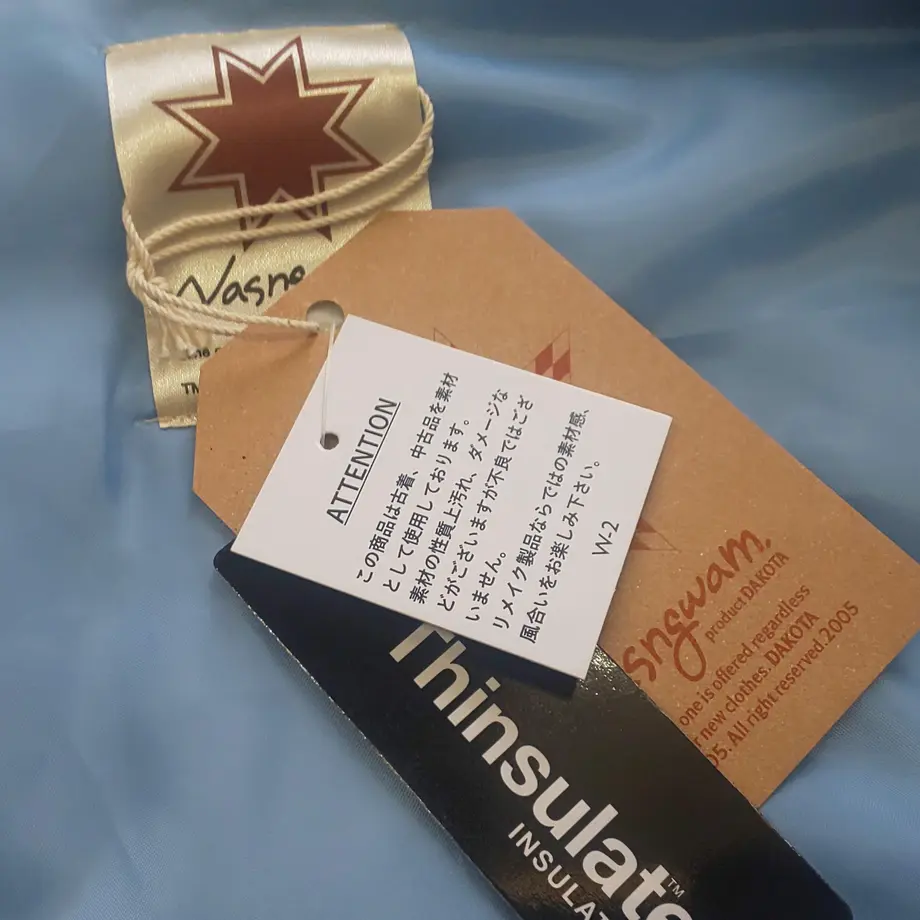 Nasng
TM
ATTENTION
この商品は古着、中古品を素材
として使用しております。
素材の性質上汚れ、ダメージな
どがございますが不良ではござ
いません。
リメイク製品ならではの素材感、
風合いをお楽しみ下さい。
W-2
sngwam.
product DAKOTA
one is offered regardless
new clothes. DAKOTA
05. All right reserved.2005
Thinsulate™
INSULAT